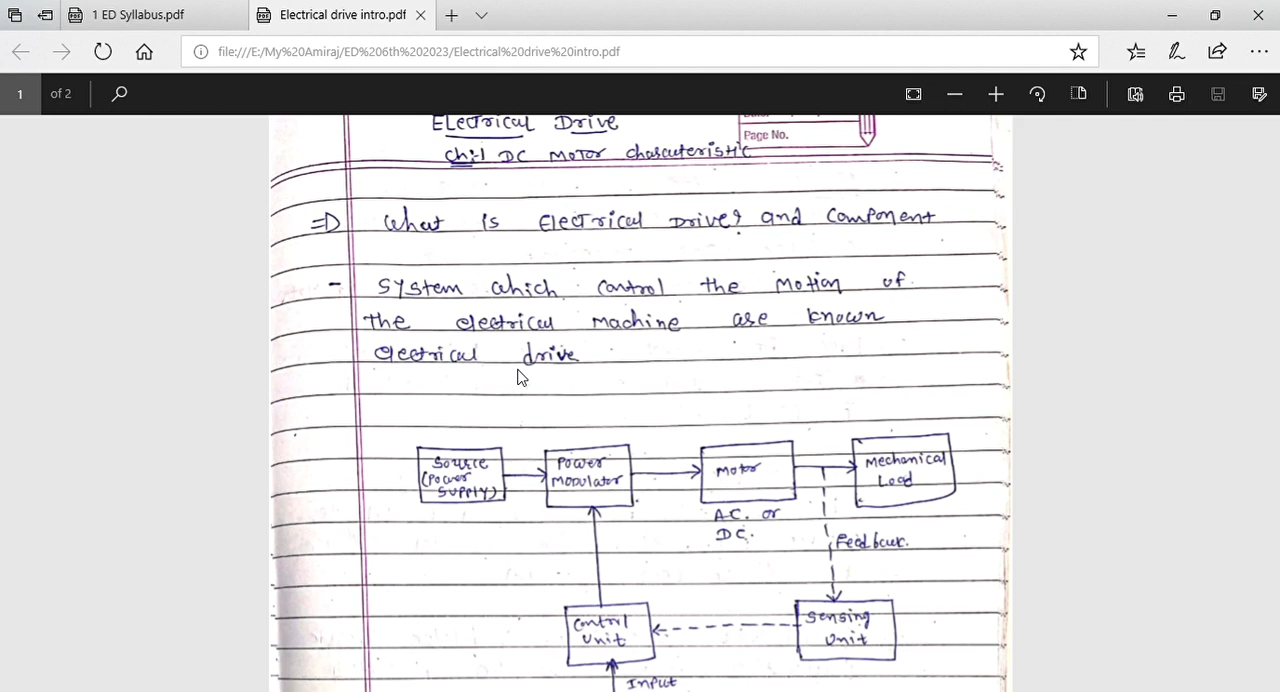 1 ED Syllabus.pdf
Electrical drive intro.pdf
file:///E:/My%20Amiraj/ED%206th%202023/Electrical%20drive%20intro.pdf
1 of 2
Electrical Drive
Page No.
Ch:1 DC Motor characteristic
=> What is Electrical Drive? and Component
- System which control the Motion of
the electrical machine are known
electrical drive
Source
(Power
Supply)
Power
Modulator
Motor
Mechanical
Load
A.C. or
DC.
Feedback.
Control
Unit
Sensing
Unit
Input